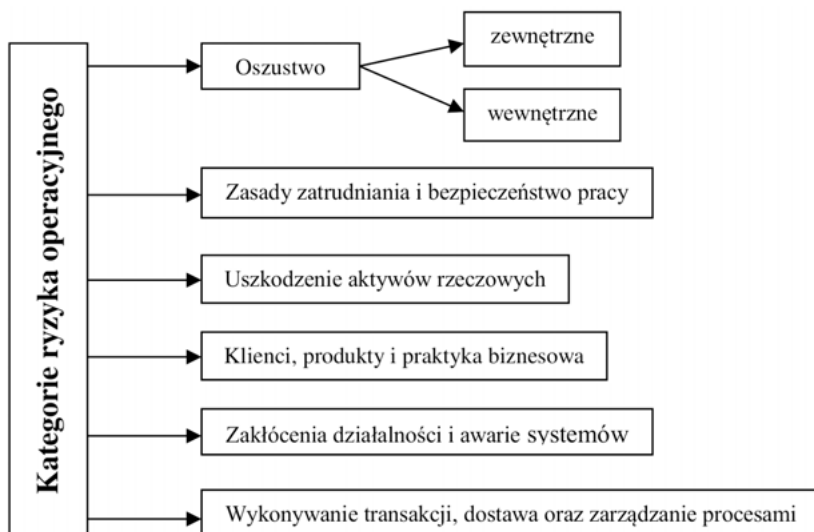 Kategorie ryzyka operacyjnego
Oszustwo
zewnętrzne
wewnętrzne
Zasady zatrudniania i bezpieczeństwo pracy
Uszkodzenie aktywów rzeczowych
Klienci, produkty i praktyka biznesowa
Zakłócenia działalności i awarie systemów
Wykonywanie transakcji, dostawa oraz zarządzanie procesami